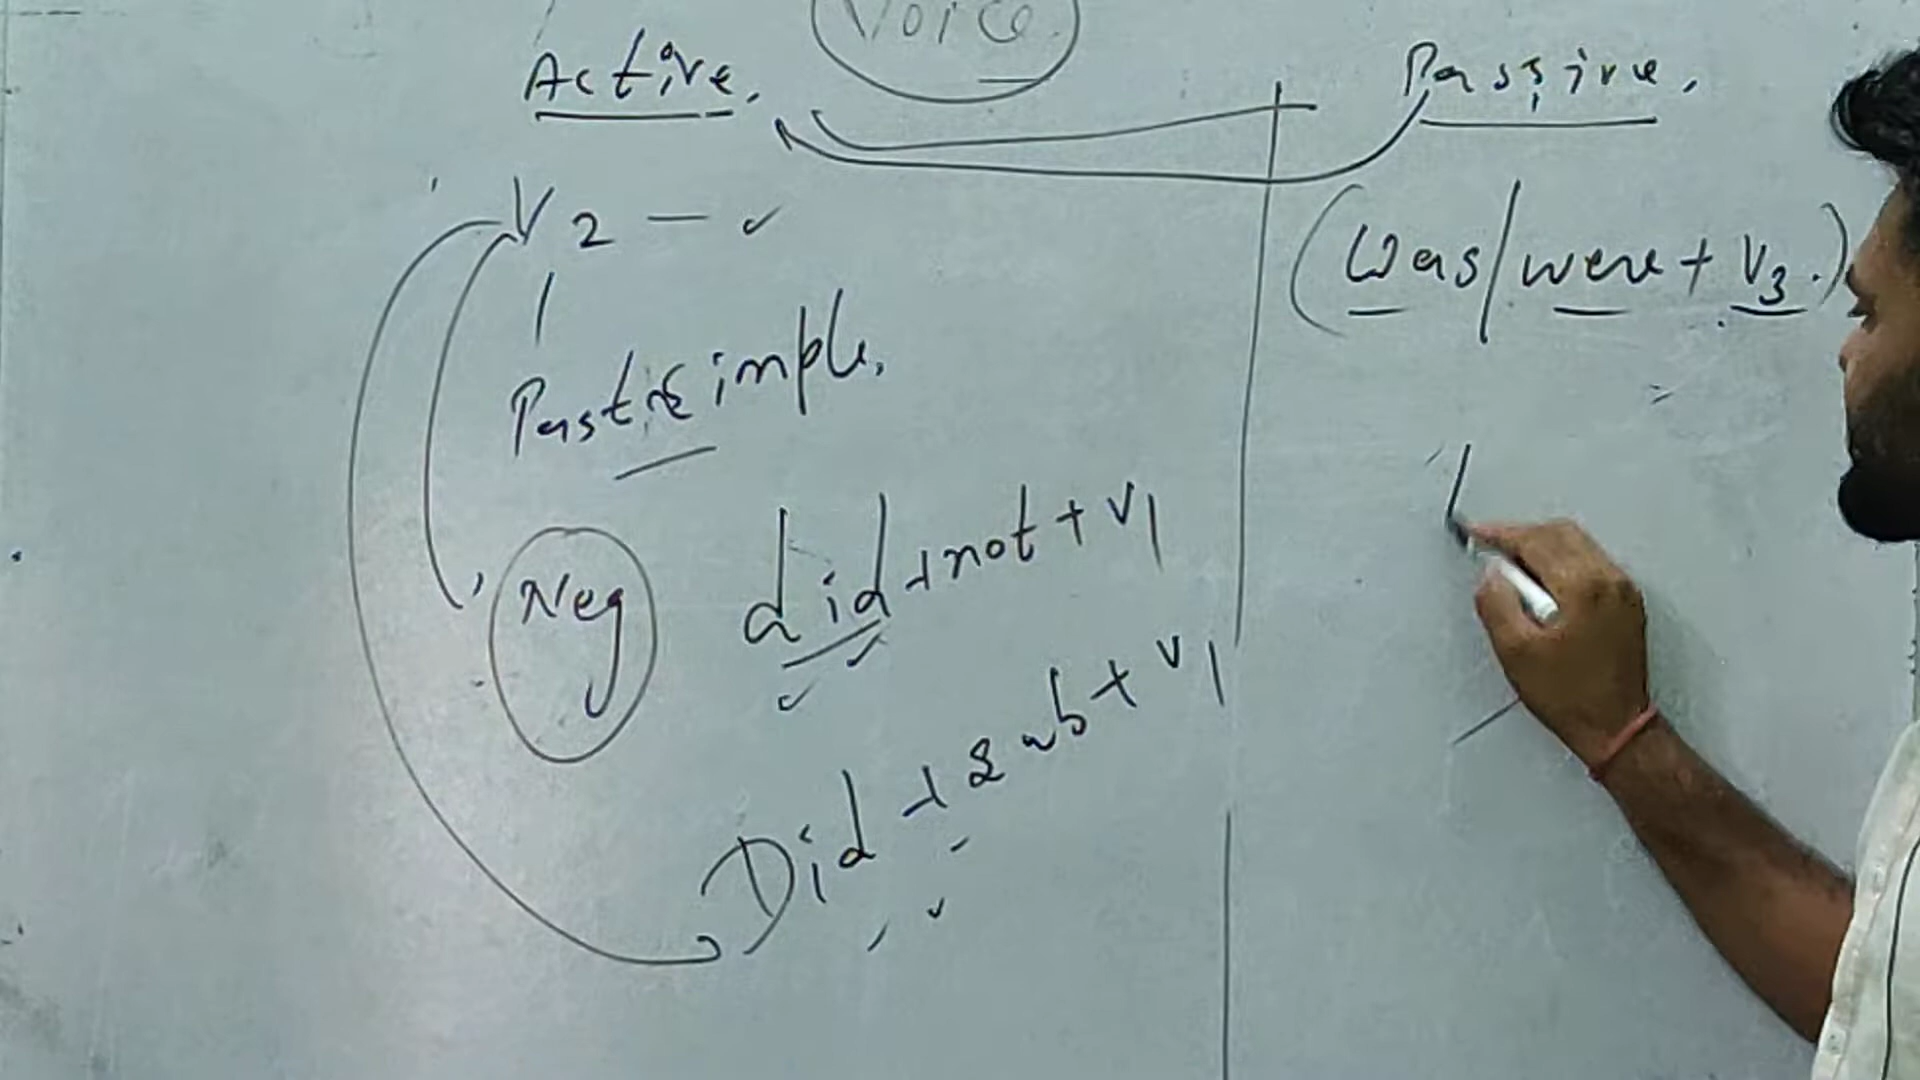 Voice
Active. Passive.
V2 — ✓ (Was/were + V3.)
Past simple.
Neg did + not + V1
Did + sub + V1